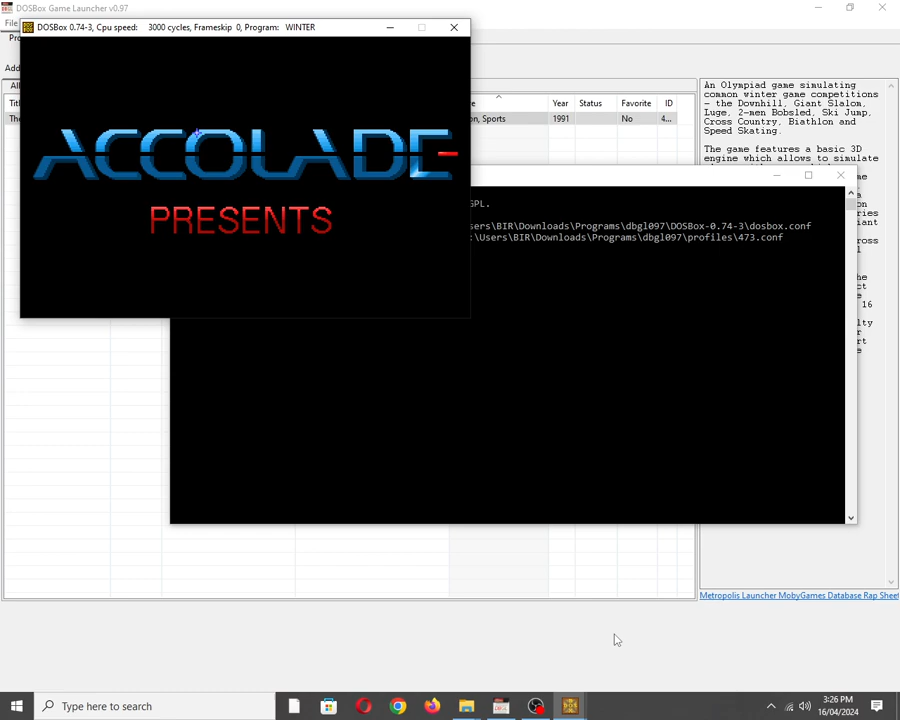 DOSBox Game Launcher v0.97
File
DOSBox 0.74-3, Cpu speed: 3000 cycles, Frameskip 0, Program: WINTER
ACCOLADE
PRESENTS
Year
Status
Favorite
ID
on, Sports
1991
No
4...
An Olympiad game simulating
common winter game competitions
- the Downhill, Giant Slalom,
Luge, 2-men Bobsled, Ski Jump,
Cross Country, Biathlon and
Speed Skating.
The game features a basic 3D
engine which allows to simulate
GPL.
sers\BIR\Downloads\Programs\dbgl097\DOSBox-0.74-3\dosbox.conf
:\Users\BIR\Downloads\Programs\dbgl097\profiles\473.conf
Metropolis Launcher MobyGames Database Rap Sheet
Type here to search
3:26 PM
16/04/2024